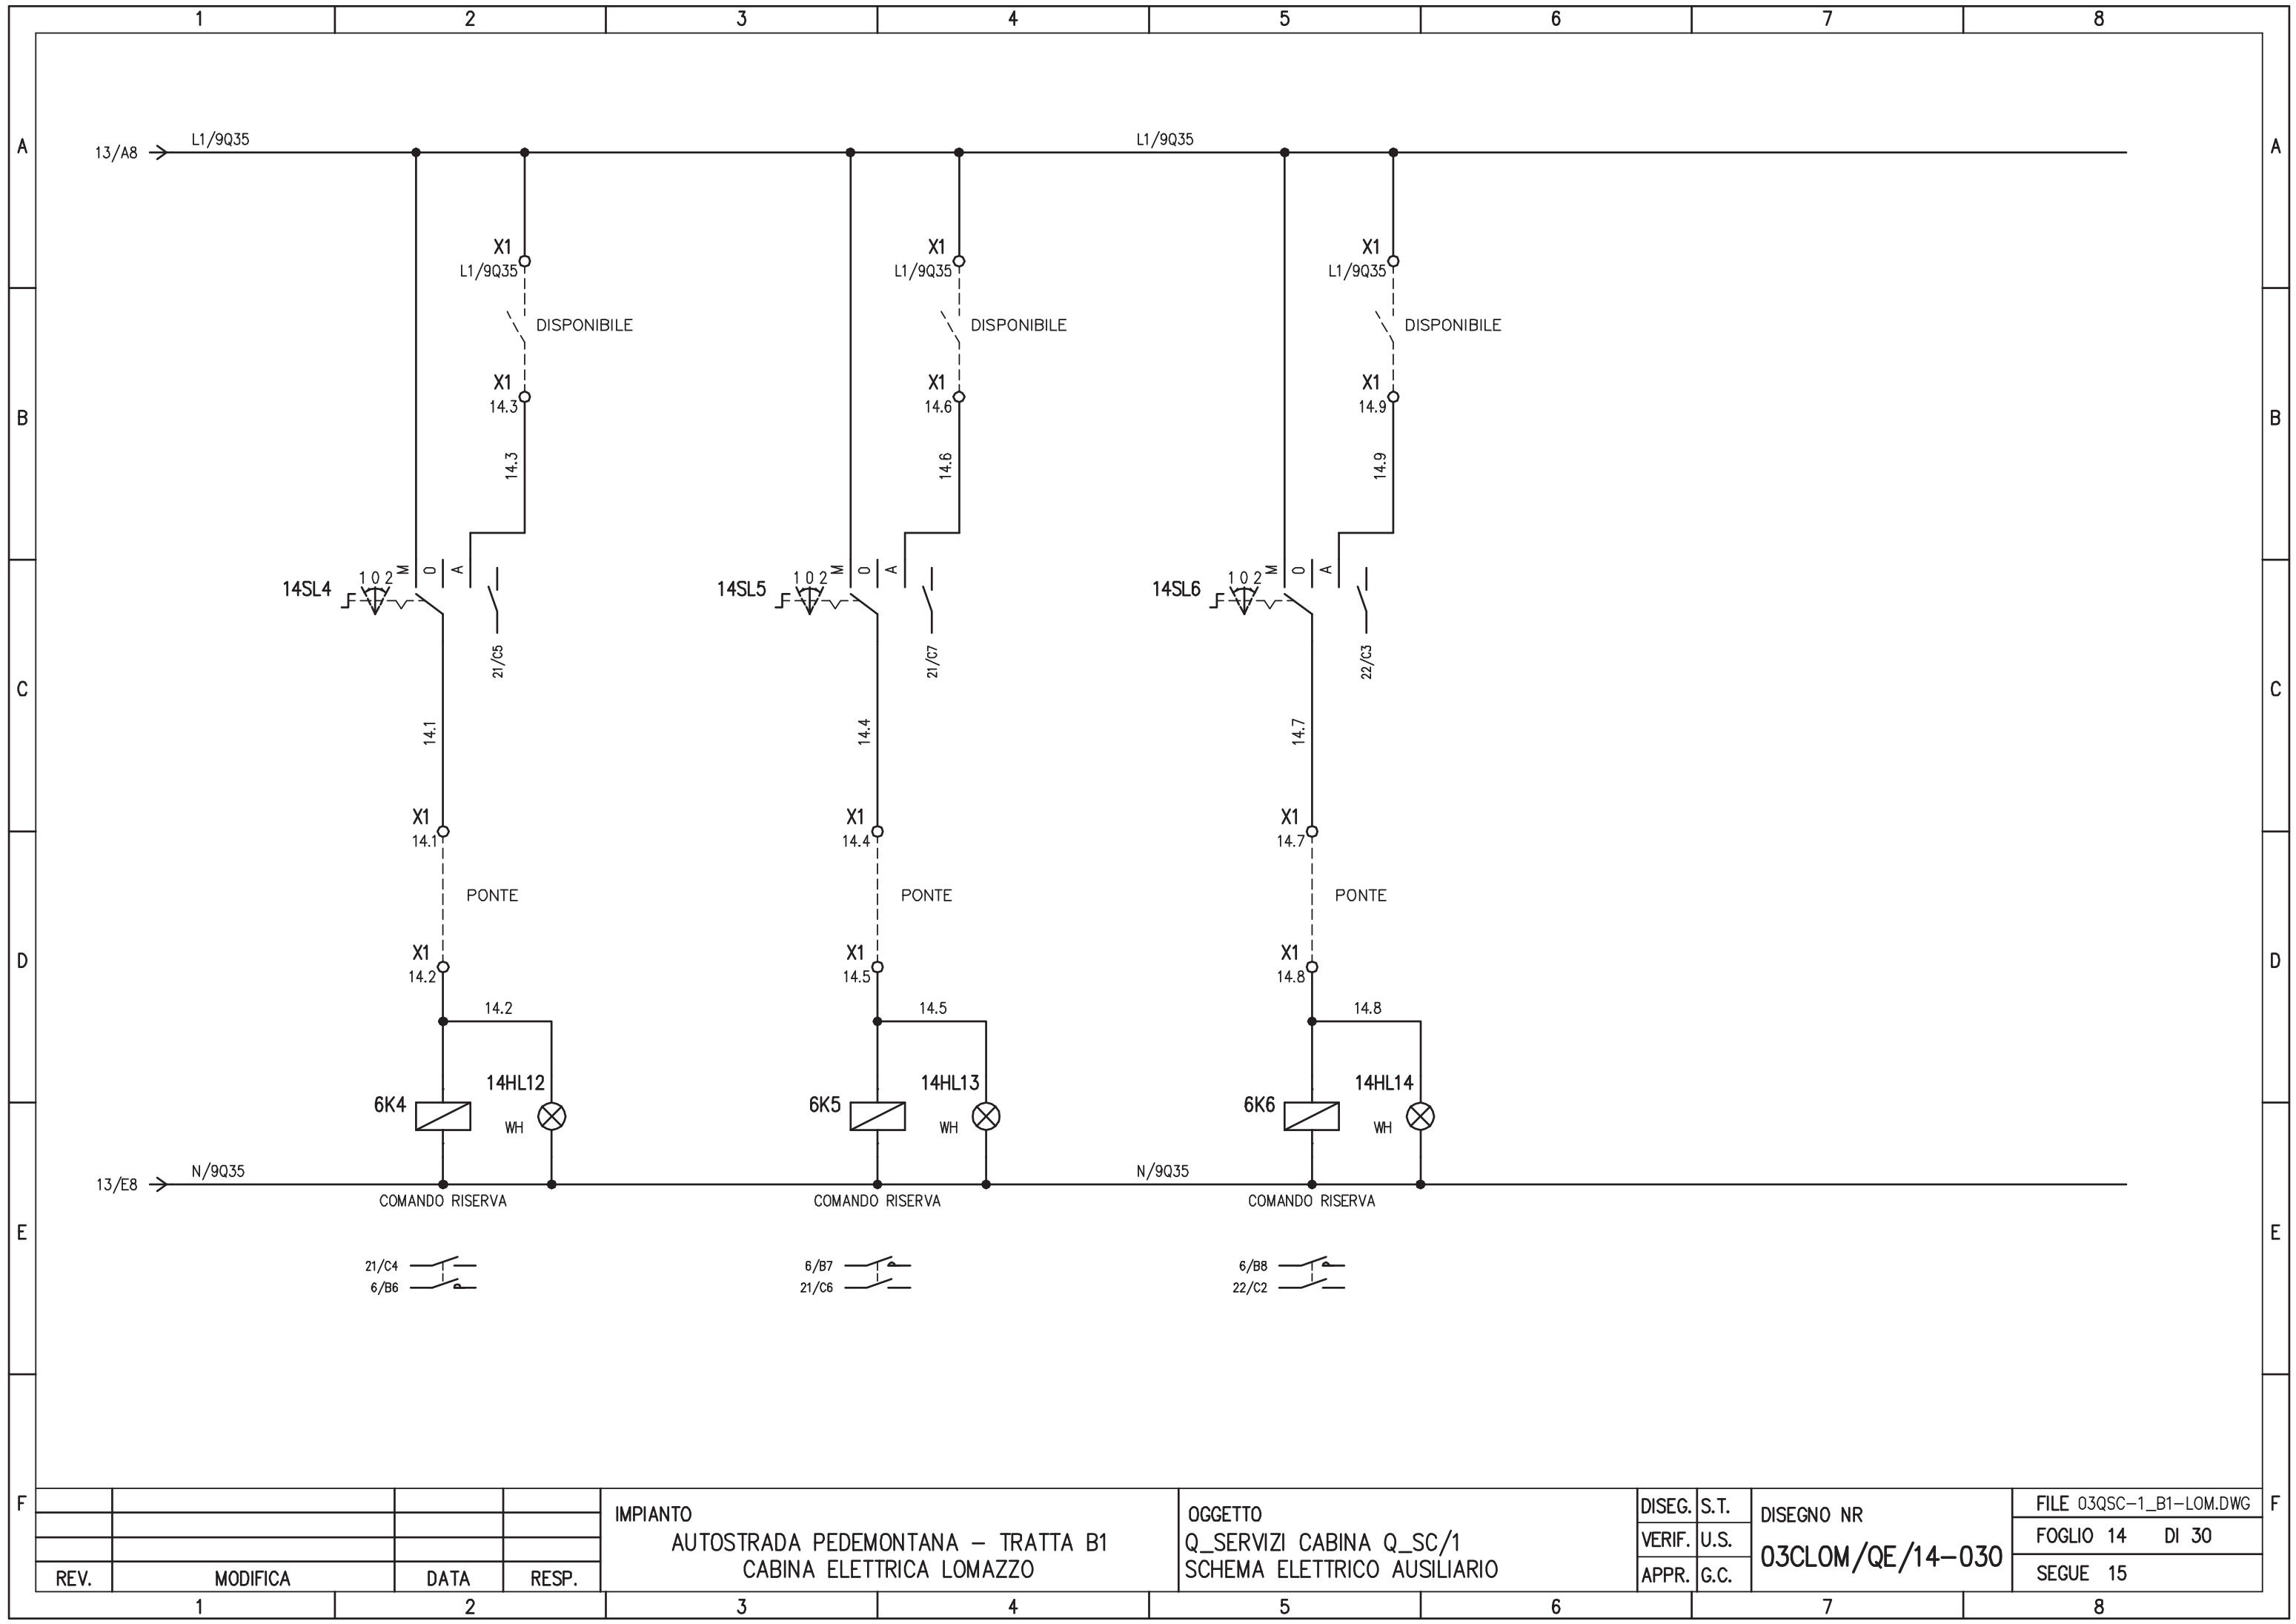 1 2 3 4 5 6 7 8
A A
13/A8 L1/9Q35 L1/9Q35
X1 X1 X1
L1/9Q35 L1/9Q35 L1/9Q35
DISPONIBILE DISPONIBILE DISPONIBILE
X1 X1 X1
14.3 14.6 14.9
B B
14.3 14.6 14.9
M O A M O A M O A
1 0 2 1 0 2 1 0 2
14SL4 14SL5 14SL6
21/C5 21/C7 22/C3
C C
14.1 14.4 14.7
X1 X1 X1
14.1 14.4 14.7
PONTE PONTE PONTE
X1 X1 X1
D D
14.2 14.5 14.8
14.2 14.5 14.8
14HL12 14HL13 14HL14
6K4 6K5 6K6
WH WH WH
13/E8 N/9Q35 N/9Q35
COMANDO RISERVA COMANDO RISERVA COMANDO RISERVA
E E
21/C4 6/B7 6/B8
6/B6 21/C6 22/C2
F F
REV. MODIFICA DATA RESP.
IMPIANTO
AUTOSTRADA PEDEMONTANA - TRATTA B1
CABINA ELETTRICA LOMAZZO
OGGETTO
Q_SERVIZI CABINA Q_SC/1
SCHEMA ELETTRICO AUSILIARIO
DISEG. S.T.
VERIF. U.S.
APPR. G.C.
DISEGNO NR
03CLOM/QE/14-030
FILE 03QSC-1_B1-LOM.DWG
FOGLIO 14 DI 30
SEGUE 15
1 2 3 4 5 6 7 8